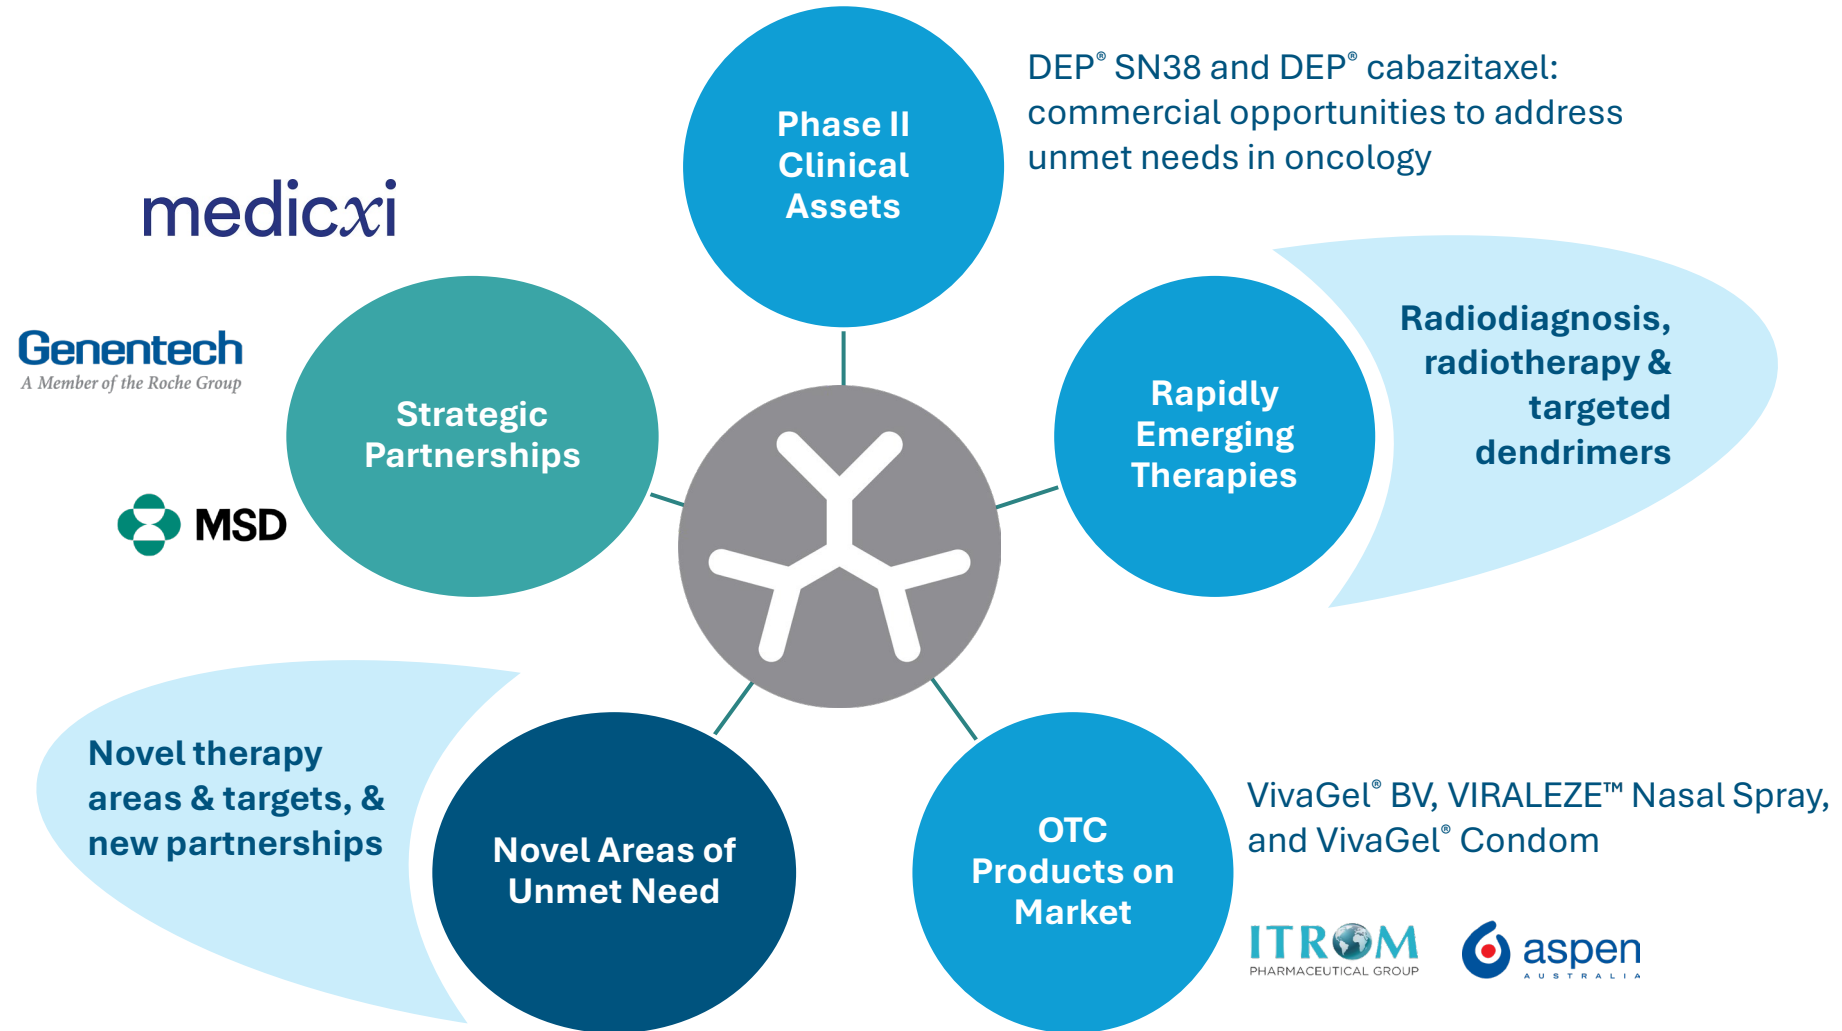 Phase II
Clinical
Assets
DEP® SN38 and DEP® cabazitaxel:
commercial opportunities to address
unmet needs in oncology
medicxi
Genentech
A Member of the Roche Group
MSD
Strategic
Partnerships
Rapidly
Emerging
Therapies
Radiodiagnosis,
radiotherapy &
targeted
dendrimers
Novel therapy
areas & targets, &
new partnerships
Novel Areas of
Unmet Need
OTC
Products on
Market
VivaGel® BV, VIRALEZE™ Nasal Spray,
and VivaGel® Condom
ITROM
PHARMACEUTICAL GROUP
aspen
AUSTRALIA